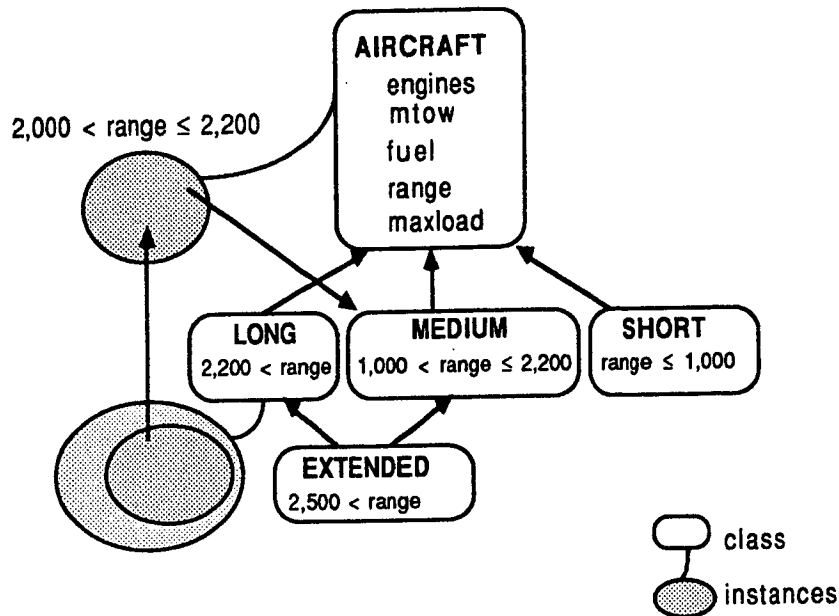 AIRCRAFT
engines
mtow
fuel
range
maxload
2,000 < range ≤ 2,200
LONG
2,200 < range
MEDIUM
1,000 < range ≤ 2,200
SHORT
range ≤ 1,000
EXTENDED
2,500 < range
class
instances